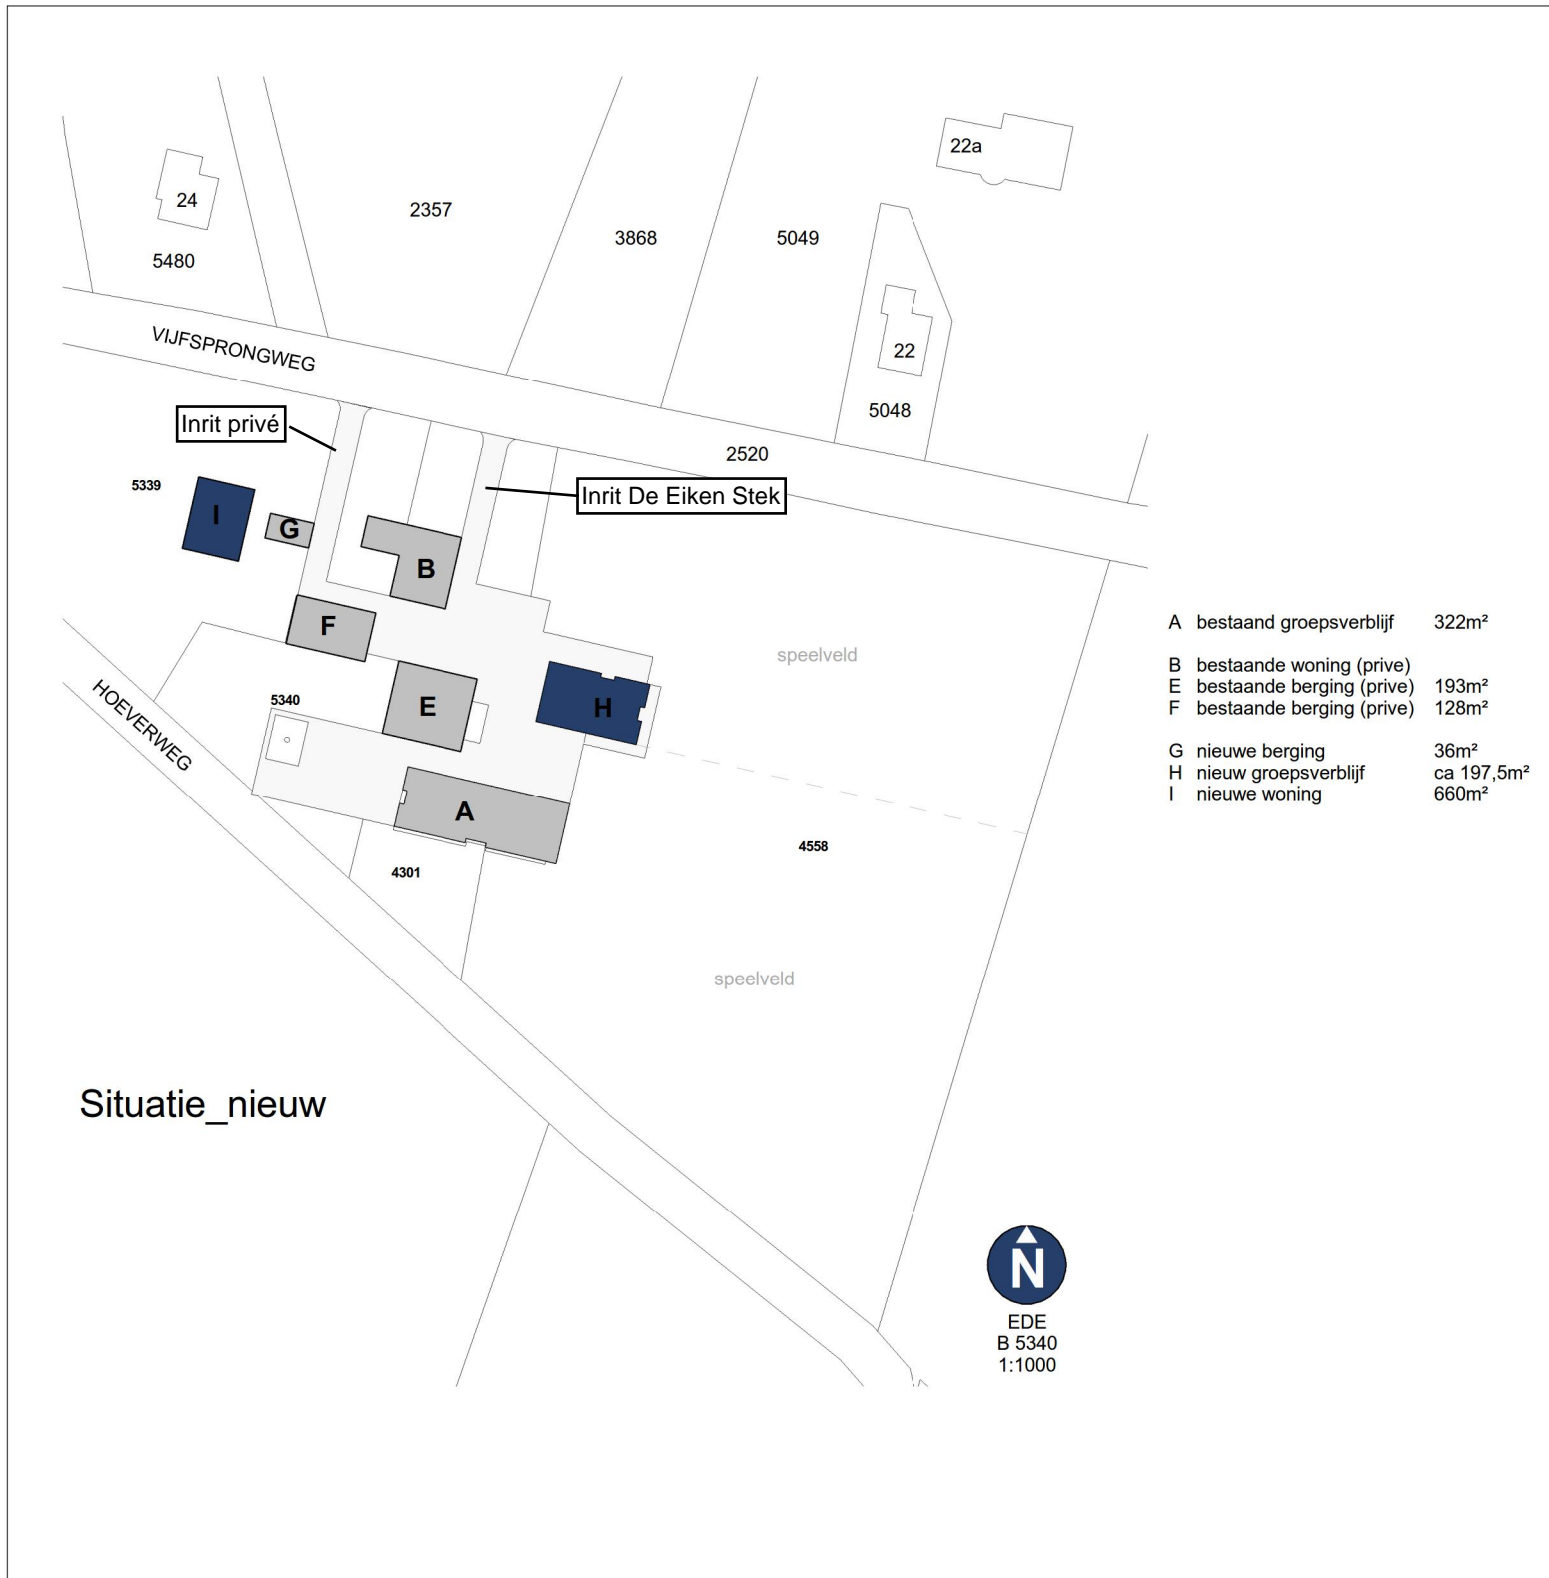 22a
24
2357
3868
5049
5480
VIJFSPRONGWEG
22
5048
Inrit privé
2520
5339
Inrit De Eiken Stek
I
G
B
F
speelveld
A bestaand groepsverblijf 322m²
B bestaande woning (prive)
E bestaande berging (prive) 193m²
F bestaande berging (prive) 128m²
G nieuwe berging 36m²
H nieuw groepsverblijf ca 197,5m²
I nieuwe woning 660m²
HOEVERWEG
5340
E
H
A
4558
4301
speelveld
Situatie_nieuw
N
EDE
B 5340
1:1000